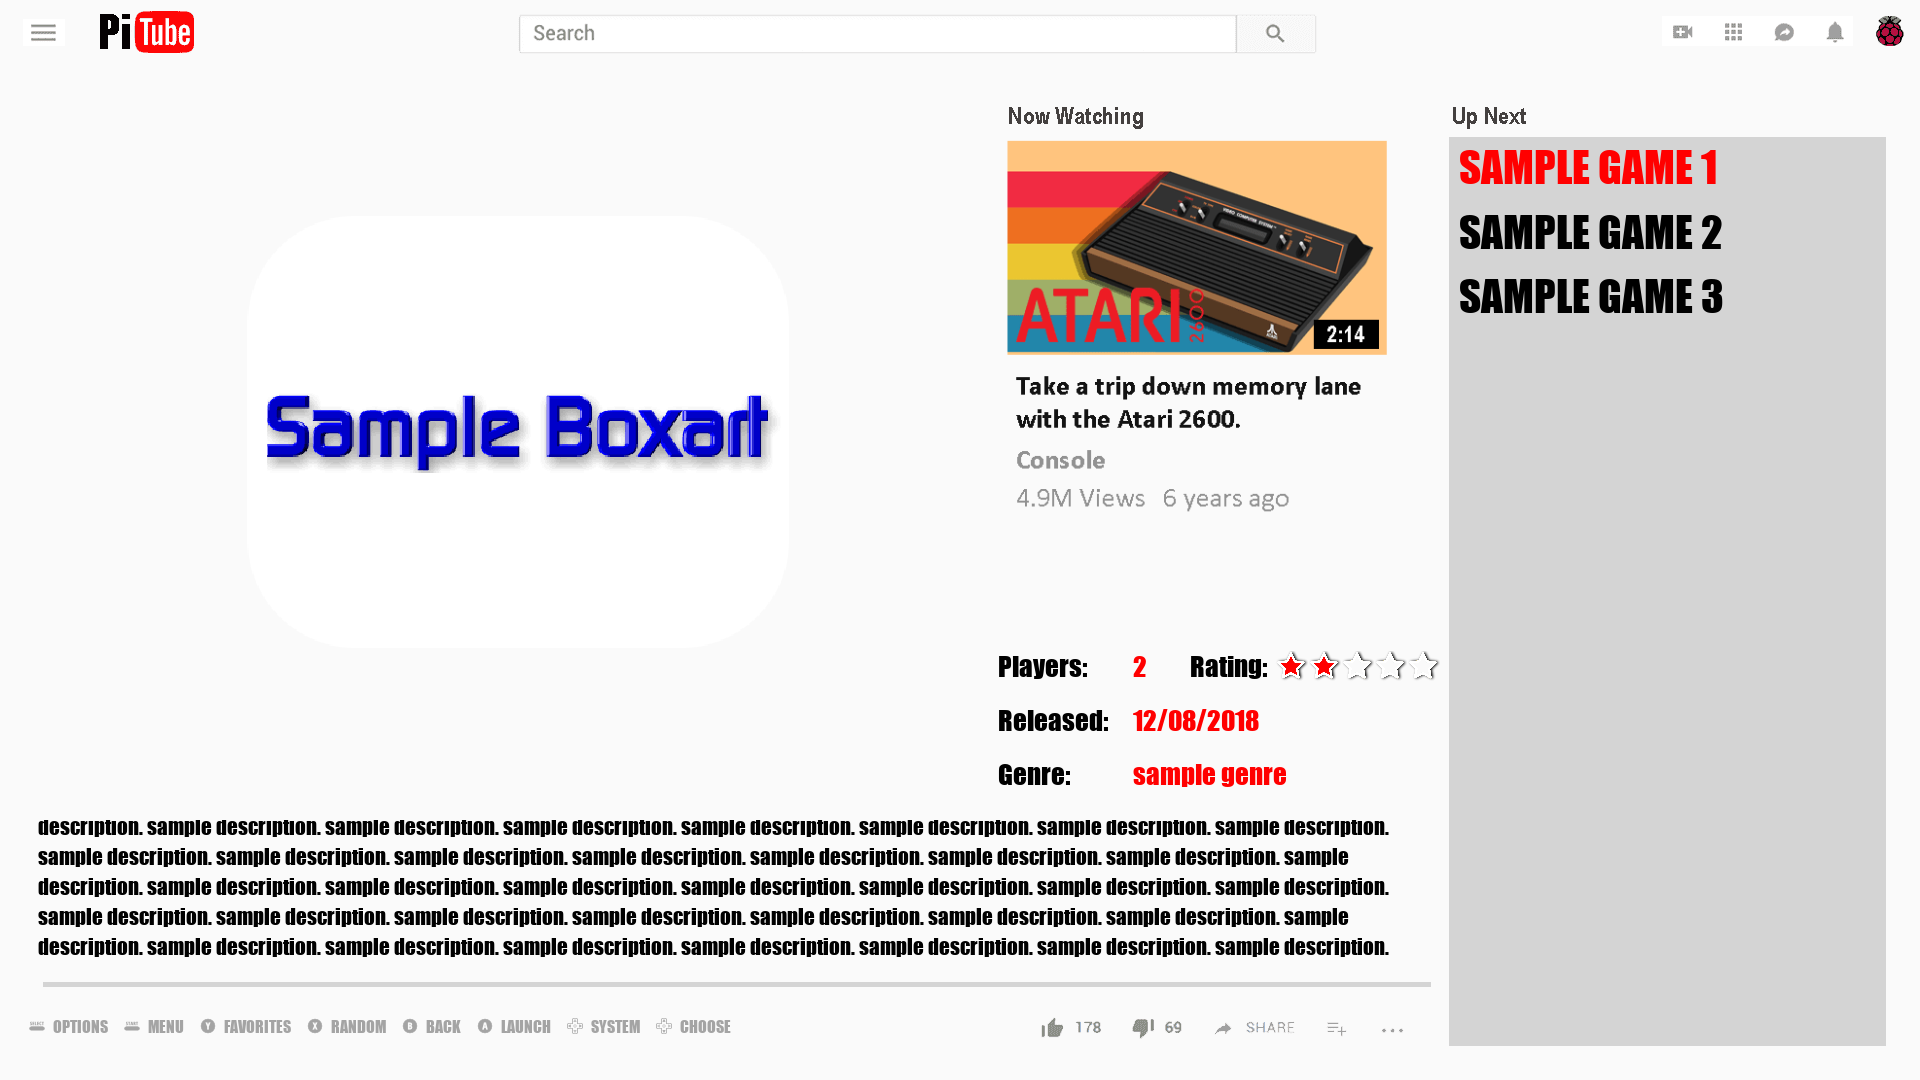 Pi Tube
Search
Now Watching
Up Next
ATARI 2600
2:14
Take a trip down memory lane
with the Atari 2600.
Console
4.9M Views 6 years ago
SAMPLE GAME 1
SAMPLE GAME 2
SAMPLE GAME 3
Sample Boxart
Players: 2 Rating:
Released: 12/08/2018
Genre: sample genre
description. sample description. sample description. sample description. sample description. sample description. sample description. sample description.
sample description. sample description. sample description. sample description. sample description. sample description. sample description. sample
description. sample description. sample description. sample description. sample description. sample description. sample description. sample description.
sample description. sample description. sample description. sample description. sample description. sample description. sample description. sample
description. sample description. sample description. sample description. sample description. sample description. sample description. sample description.
SELECT OPTIONS START MENU Y FAVORITES X RANDOM B BACK A LAUNCH SYSTEM CHOOSE
178 69 SHARE